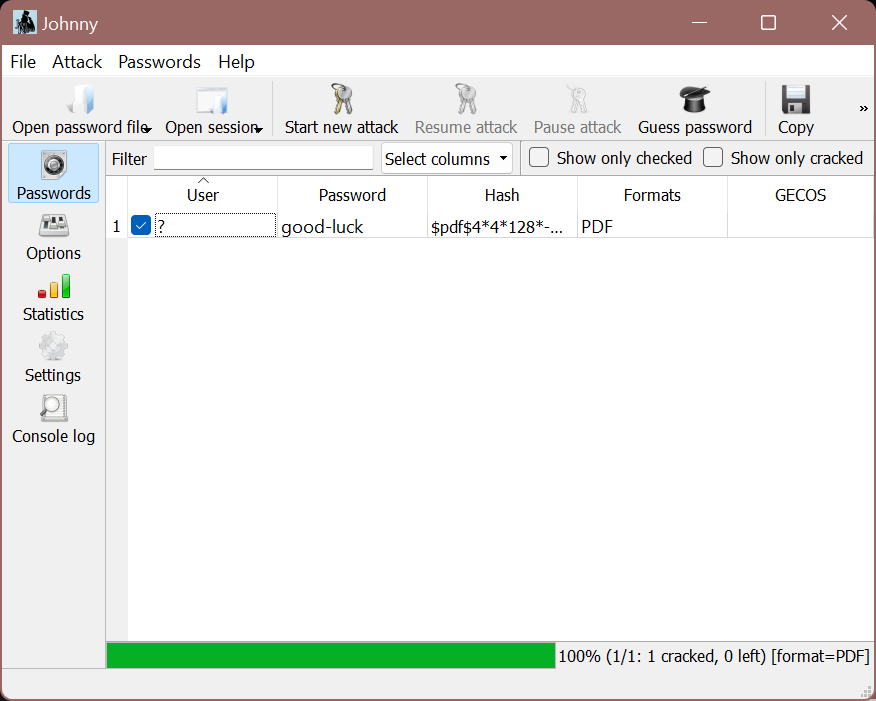 Johnny
File Attack Passwords Help
Open password file Open session Start new attack Resume attack Pause attack Guess password Copy »
Passwords
Options
Statistics
Settings
Console log
Filter Select columns Show only checked Show only cracked
User Password Hash Formats GECOS
1 ? good-luck $pdf$4*4*128*-... PDF
100% (1/1: 1 cracked, 0 left) [format=PDF]